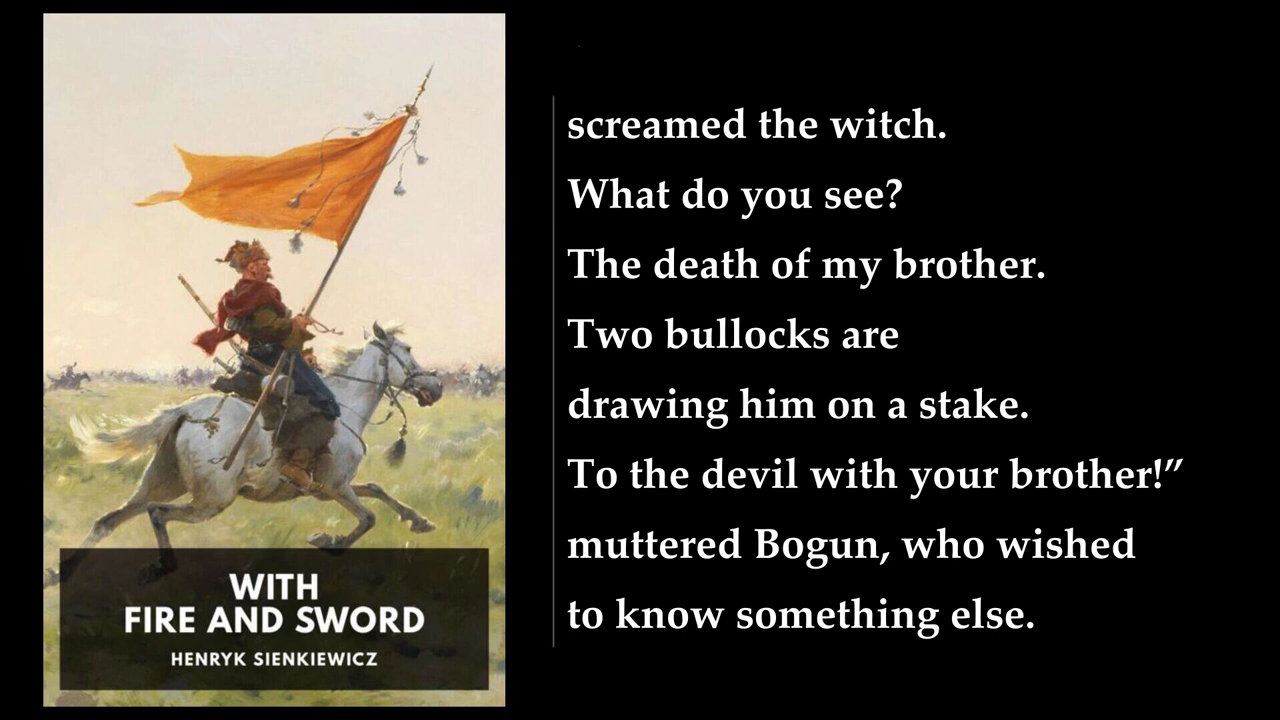 WITH
FIRE AND SWORD
HENRYK SIENKIEWICZ
screamed the witch.
What do you see?
The death of my brother.
Two bullocks are
drawing him on a stake.
To the devil with your brother!”
muttered Bogun, who wished
to know something else.